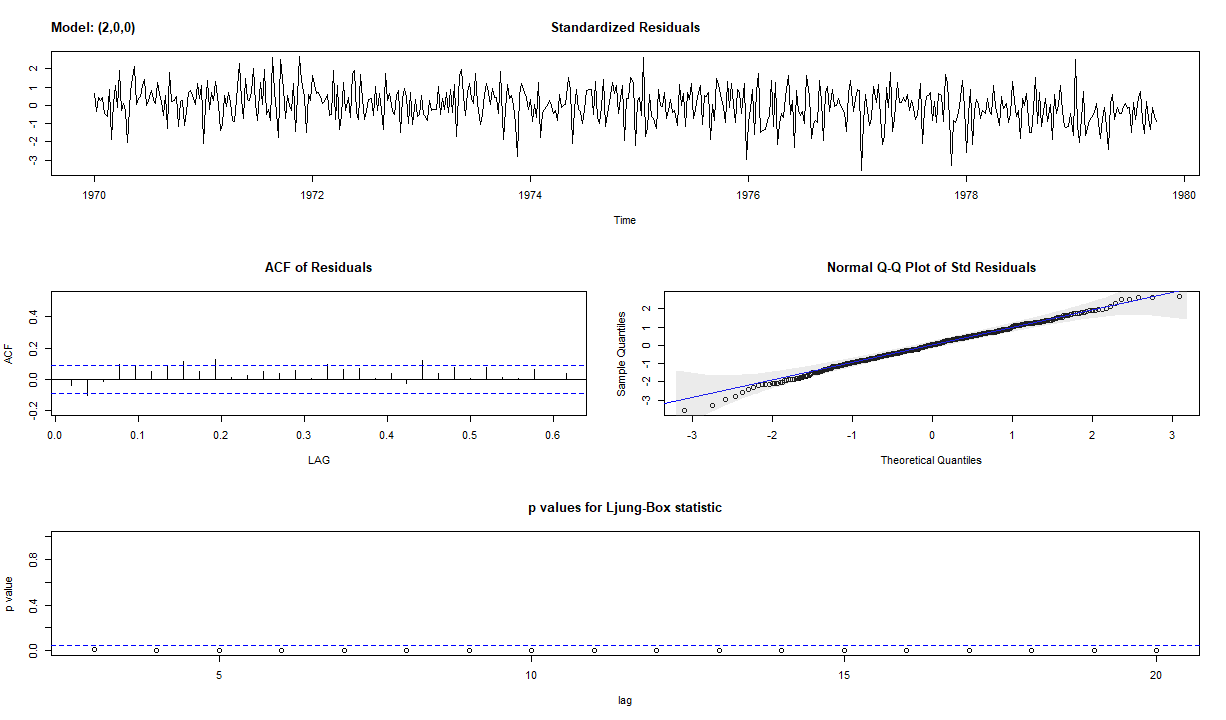 Model: (2,0,0) Standardized Residuals
2
1
0
-1
-2
-3
1970 1972 1974 1976 1978 1980
Time
ACF of Residuals
ACF
0.4
0.2
0.0
-0.2
0.0 0.1 0.2 0.3 0.4 0.5 0.6
LAG
Normal Q-Q Plot of Std Residuals
Sample Quantiles
2
1
0
-1
-2
-3
-3 -2 -1 0 1 2 3
Theoretical Quantiles
p values for Ljung-Box statistic
p value
0.8
0.4
0.0
5 10 15 20
lag